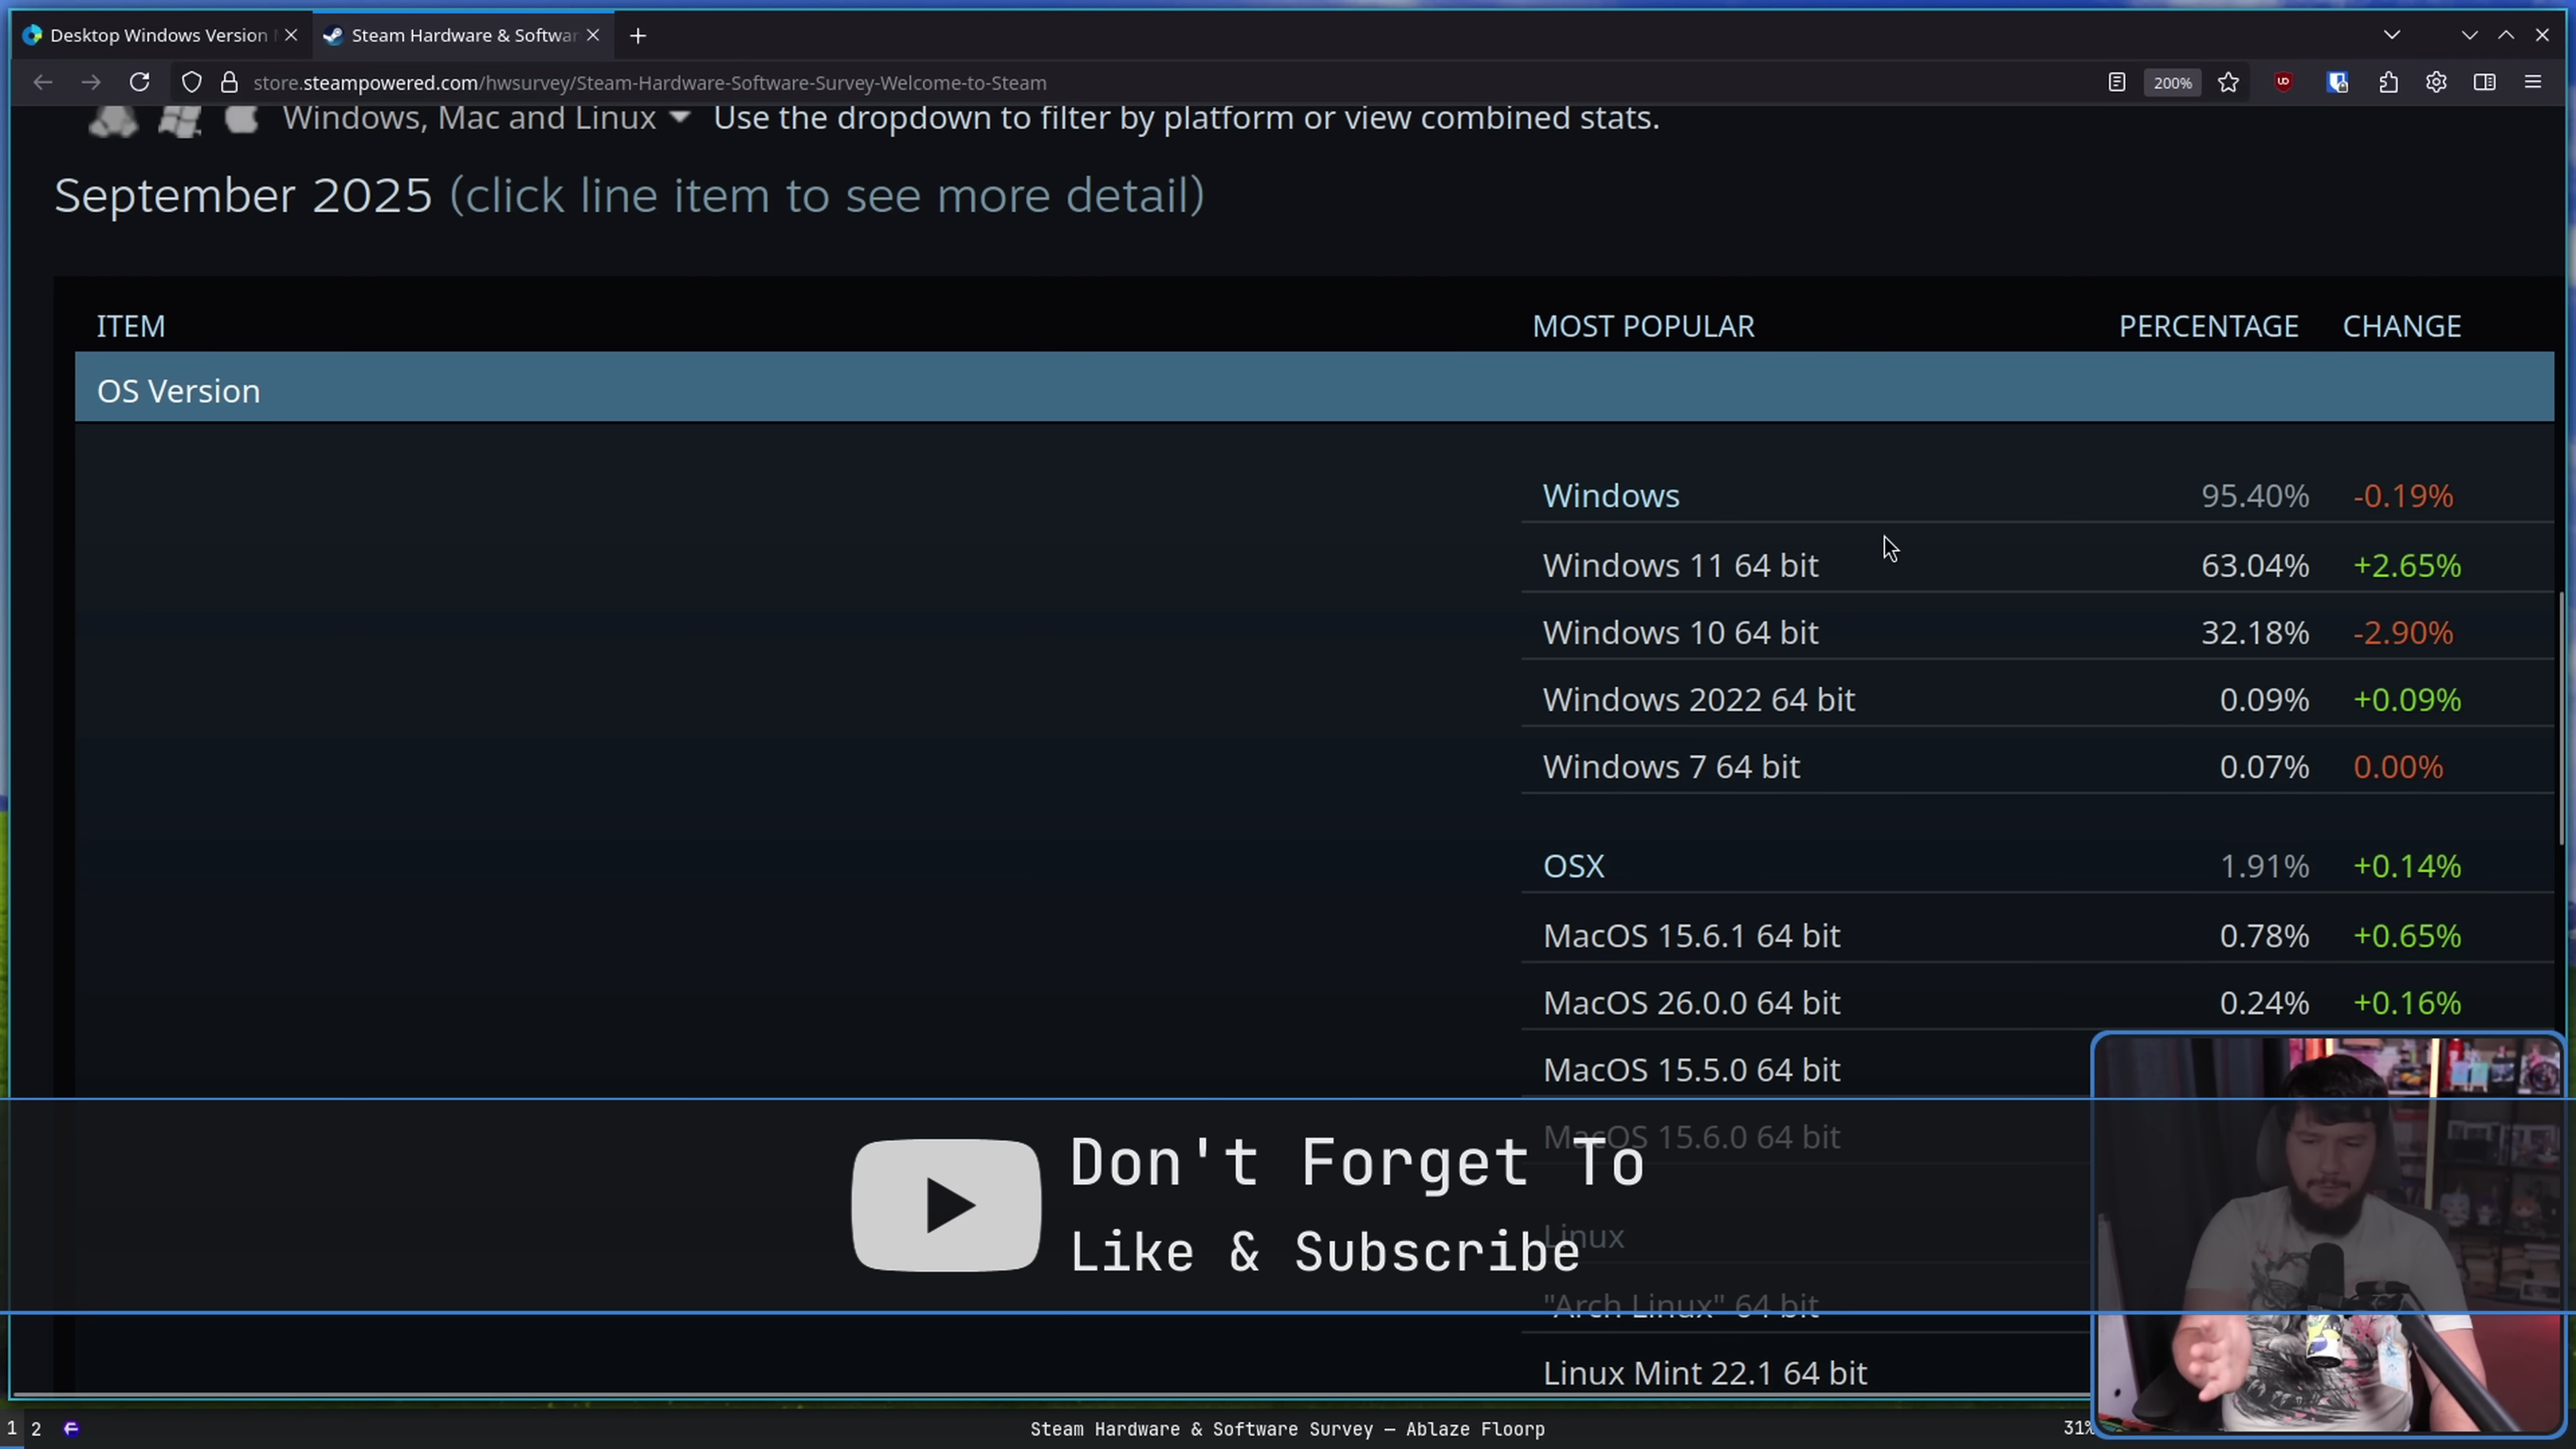 Desktop Windows Version
Steam Hardware & Softwar
store.steampowered.com/hwsurvey/Steam-Hardware-Software-Survey-Welcome-to-Steam
200%
Windows, Mac and Linux Use the dropdown to filter by platform or view combined stats.
September 2025 (click line item to see more detail)
ITEM MOST POPULAR PERCENTAGE CHANGE
OS Version
Windows 95.40% -0.19%
Windows 11 64 bit 63.04% +2.65%
Windows 10 64 bit 32.18% -2.90%
Windows 2022 64 bit 0.09% +0.09%
Windows 7 64 bit 0.07% 0.00%
OSX 1.91% +0.14%
MacOS 15.6.1 64 bit 0.78% +0.65%
MacOS 26.0.0 64 bit 0.24% +0.16%
MacOS 15.5.0 64 bit
MacOS 15.6.0 64 bit
Don't Forget To
Linux
Like & Subscribe
"Arch Linux" 64 bit
Linux Mint 22.1 64 bit
1 2 Steam Hardware & Software Survey — Ablaze Floorp 31%